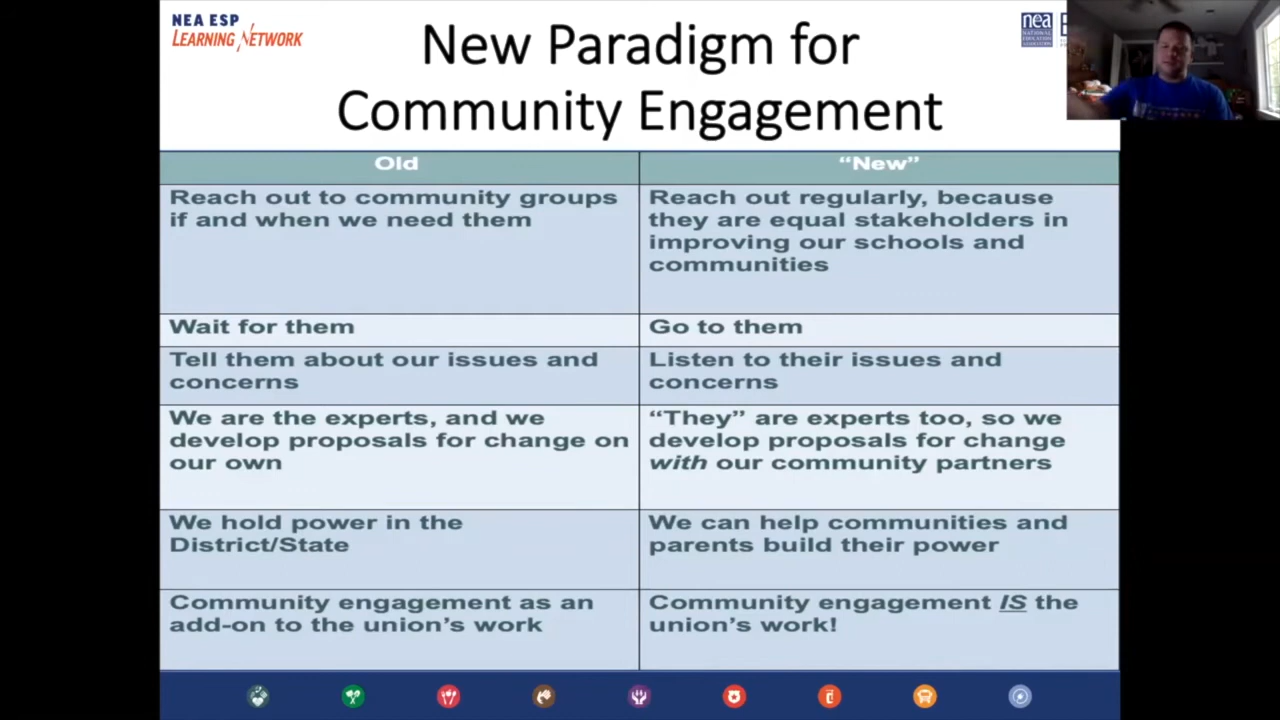 NEA ESP
LEARNING NETWORK
nea
NATIONAL
EDUCATION
ASSOCIATION
New Paradigm for
Community Engagement
Old
“New”
Reach out to community groups
if and when we need them
Reach out regularly, because
they are equal stakeholders in
improving our schools and
communities
Wait for them
Go to them
Tell them about our issues and
concerns
Listen to their issues and
concerns
We are the experts, and we
develop proposals for change on
our own
“They” are experts too, so we
develop proposals for change
with our community partners
We hold power in the
District/State
We can help communities and
parents build their power
Community engagement as an
add-on to the union’s work
Community engagement IS the
union’s work!